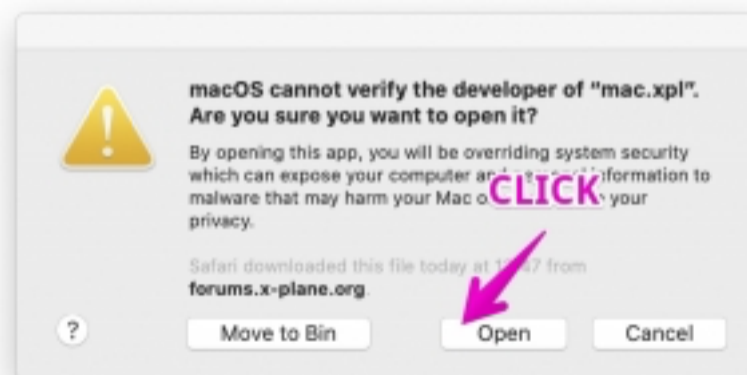 macOS cannot verify the developer of “mac.xpl”.
Are you sure you want to open it?
By opening this app, you will be overriding system security
which can expose your computer and information to
malware that may harm your Mac your
privacy.
CLICK
Safari downloaded this file today at from
forums.x-plane.org.
?
Move to Bin
Open
Cancel